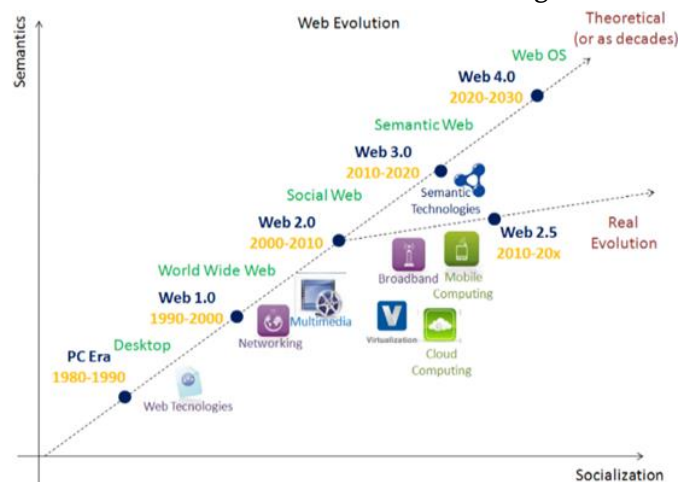 Web Evolution
Theoretical
(or as decades)
Semantics
Web OS
Web 4.0
2020-2030
Semantic Web
Web 3.0
2010-2020
Semantic
Technologies
Social Web
Web 2.0
2000-2010
Web 2.5
2010-20x
Real
Evolution
Broadband
Mobile
Computing
World Wide Web
Web 1.0
1990-2000
Multimedia
Networking
Virtualization
Cloud
Computing
Desktop
PC Era
1980-1990
Web Tecnologies
Socialization